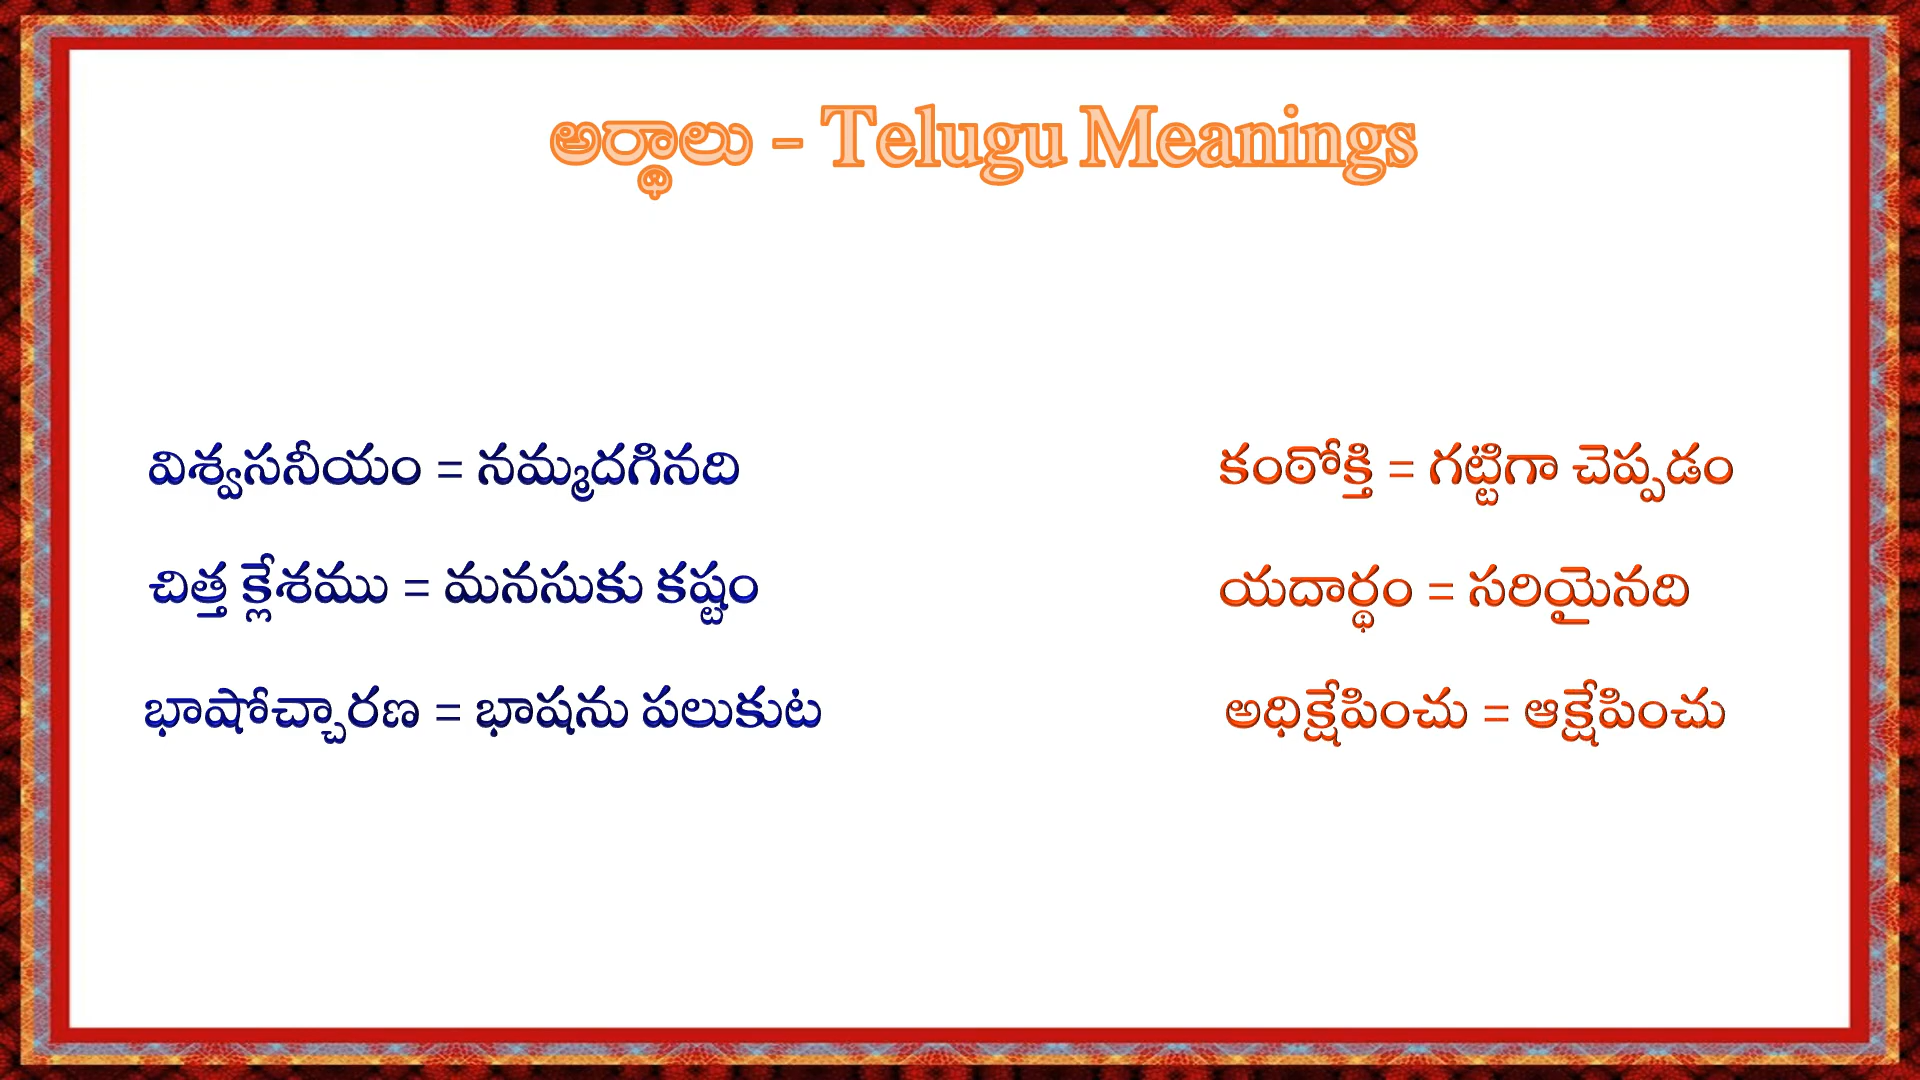 అర్థాలు - Telugu Meanings
విశ్వసనీయం = నమ్మదగినది
చిత్త క్లేశము = మనసుకు కష్టం
భాషోచ్చారణ = భాషను పలుకుట
కంఠోక్తి = గట్టిగా చెప్పడం
యదార్థం = సరియైనది
అధిక్షేపించు = ఆక్షేపించు